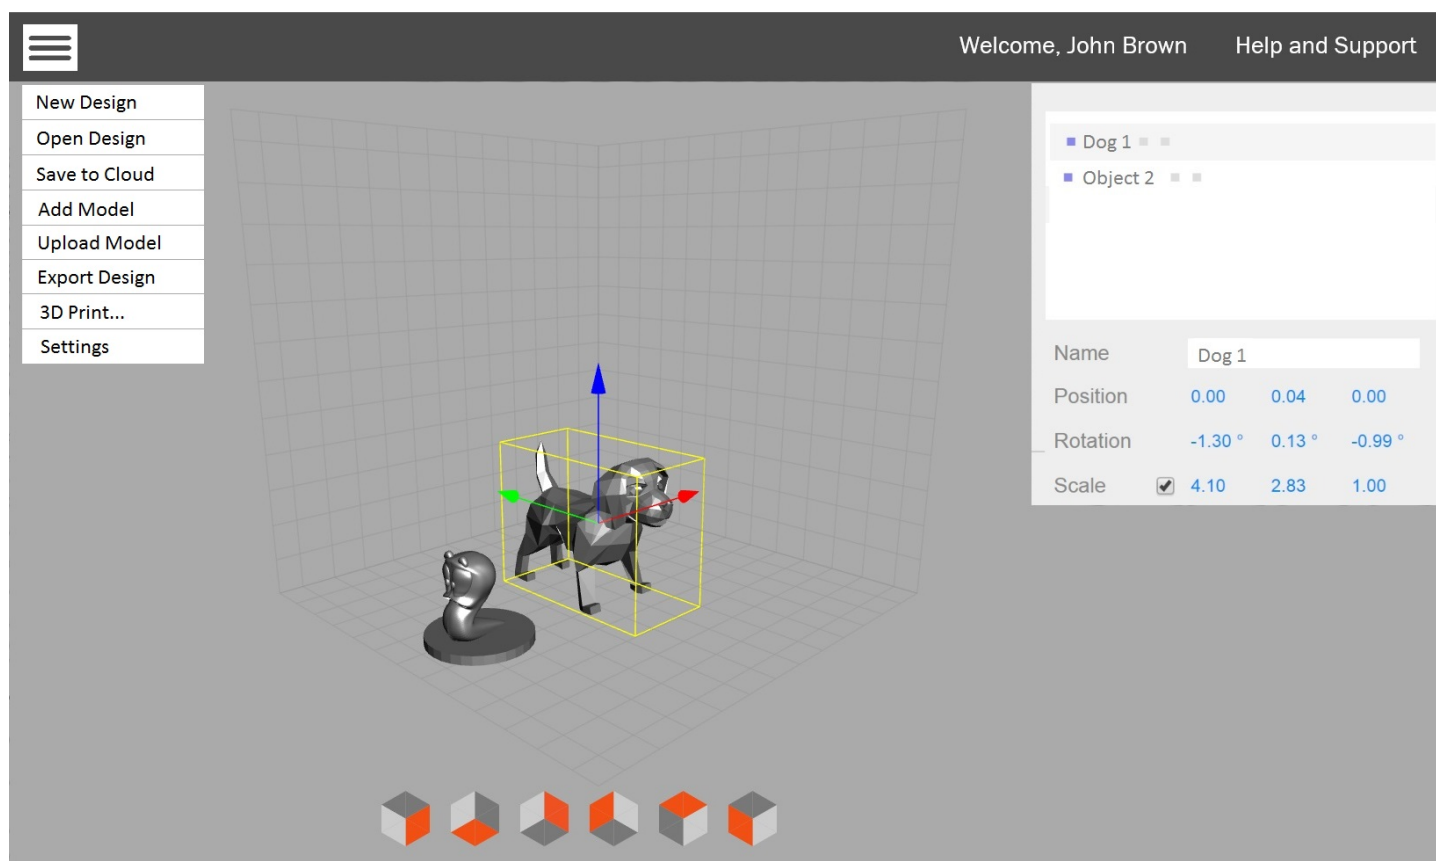 Welcome, John Brown Help and Support
New Design
Open Design
Save to Cloud
Add Model
Upload Model
Export Design
3D Print...
Settings
Dog 1
Object 2
Name Dog 1
Position 0.00 0.04 0.00
Rotation -1.30 ° 0.13 ° -0.99 °
Scale 4.10 2.83 1.00